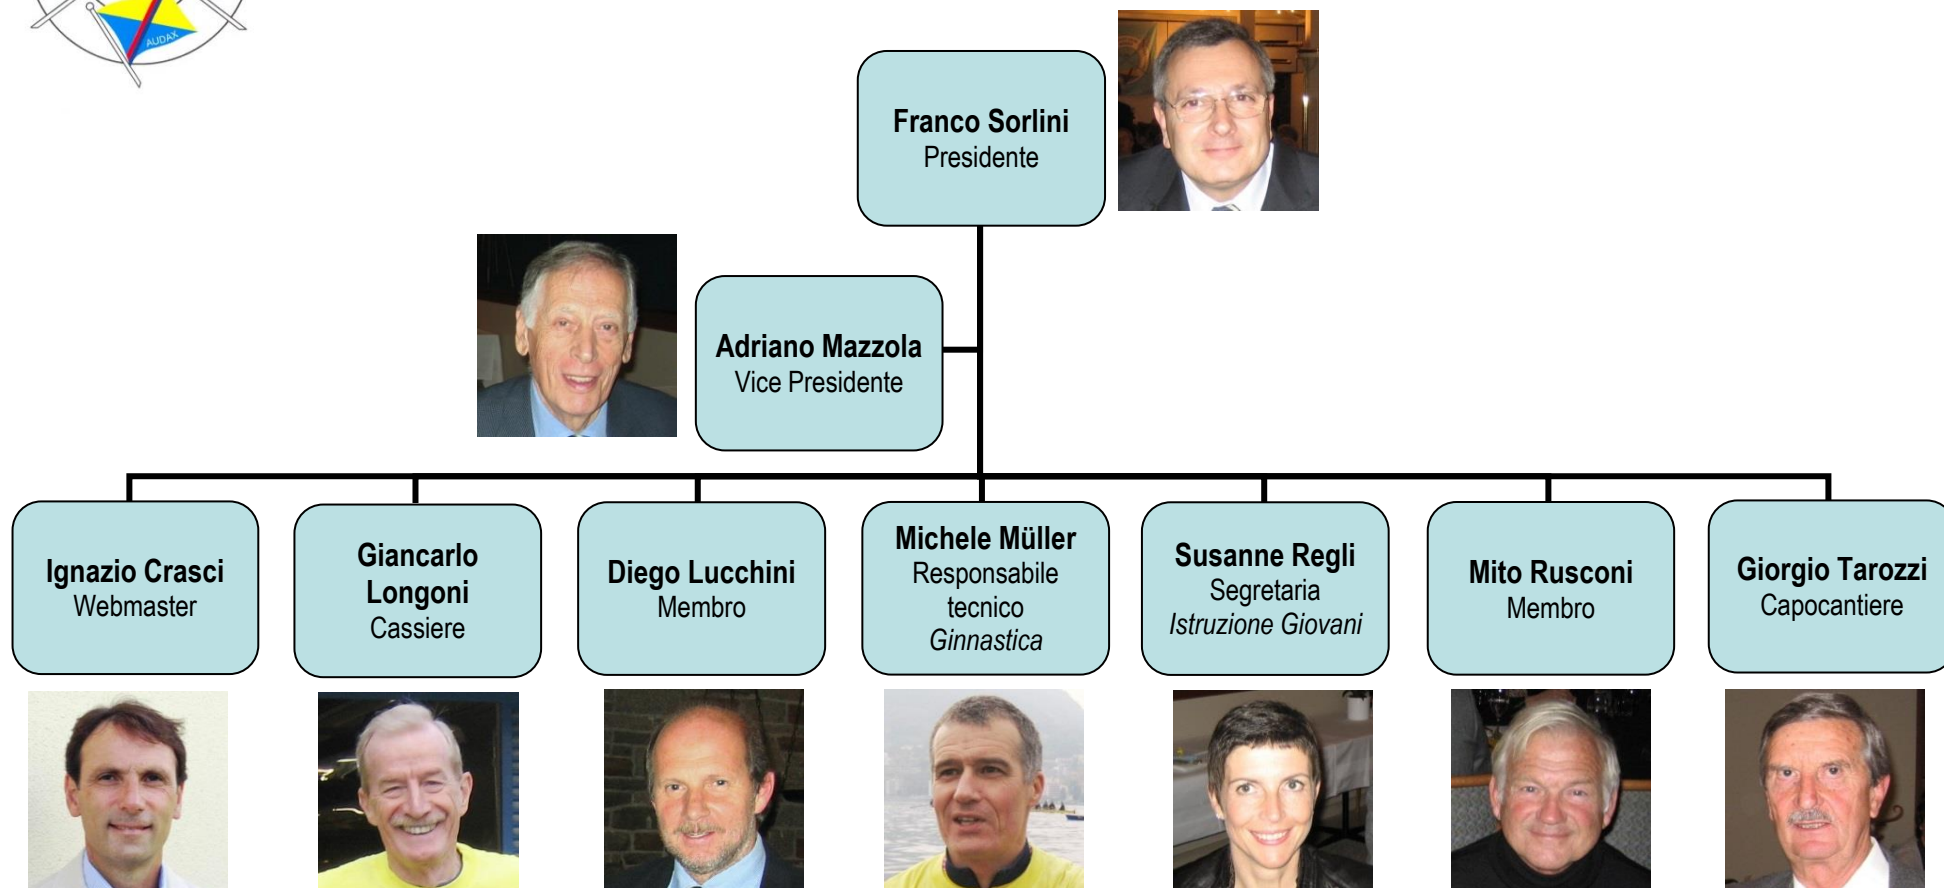 AUDAX
Franco Sorlini
Presidente
Adriano Mazzola
Vice Presidente
Ignazio Crasci
Webmaster
Giancarlo
Longoni
Cassiere
Diego Lucchini
Membro
Michele Müller
Responsabile
tecnico
Ginnastica
Susanne Regli
Segretaria
Istruzione Giovani
Mito Rusconi
Membro
Giorgio Tarozzi
Capocantiere